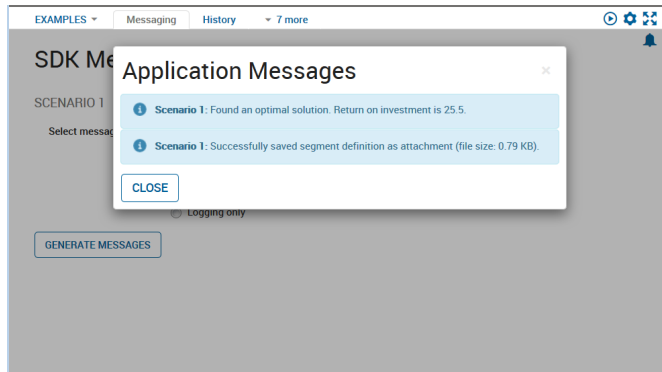 EXAMPLES Messaging History 7 more
SDK Me
Application Messages
×
SCENARIO 1
Scenario 1: Found an optimal solution. Return on investment is 25.5.
Select messag
Scenario 1: Successfully saved segment definition as attachment (file size: 0.79 KB).
CLOSE
Logging only
GENERATE MESSAGES